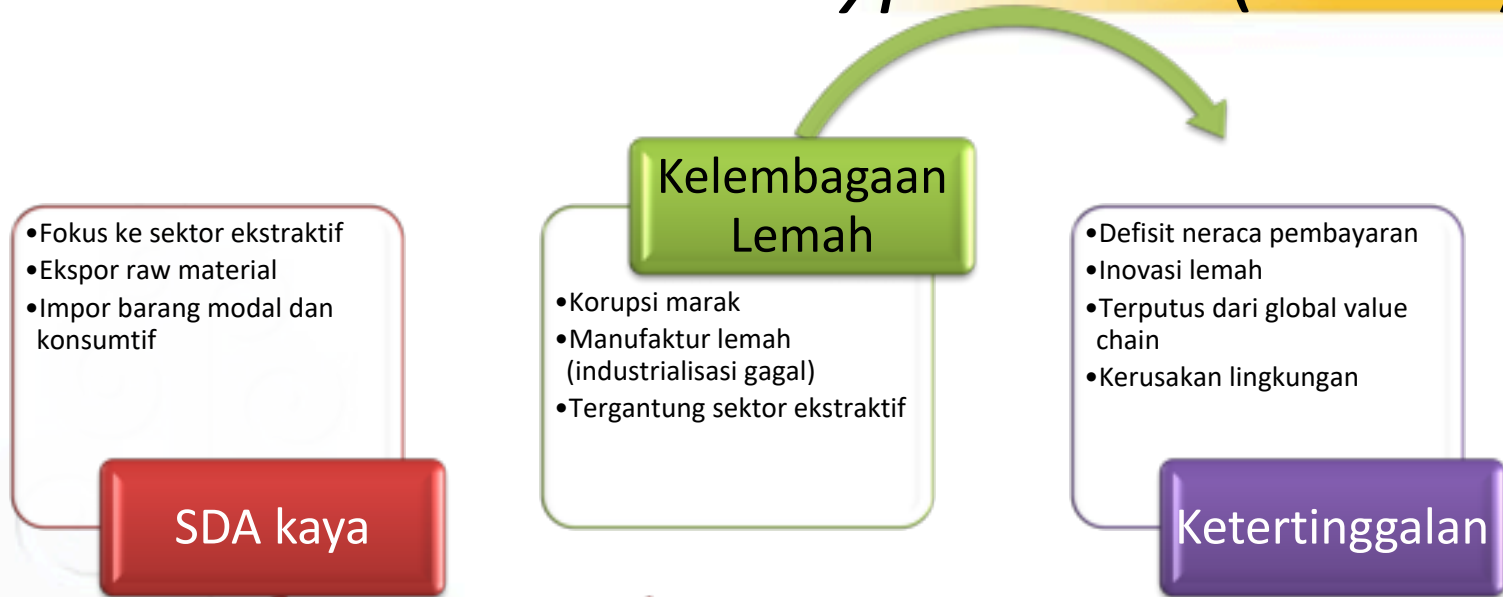 •Fokus ke sektor ekstraktif
•Ekspor raw material
•Impor barang modal dan
konsumtif
SDA kaya
Kelembagaan
Lemah
•Korupsi marak
•Manufaktur lemah
(industrialisasi gagal)
•Tergantung sektor ekstraktif
•Defisit neraca pembayaran
•Inovasi lemah
•Terputus dari global value
chain
•Kerusakan lingkungan
Ketertinggalan